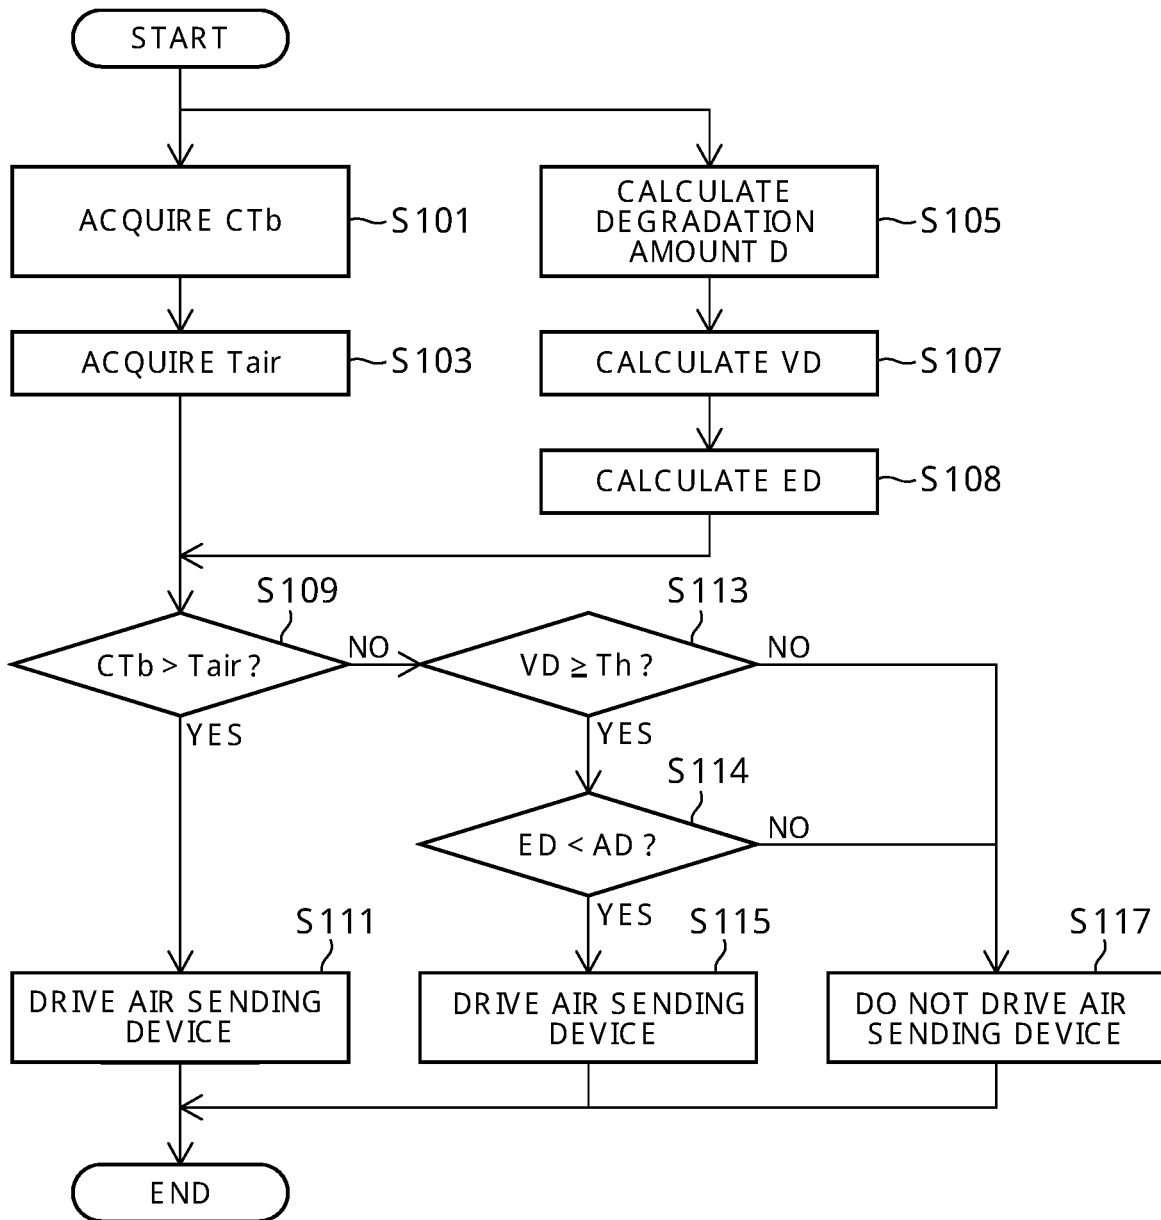 START
ACQUIRE CTb
S101
CALCULATE
DEGRADATION
AMOUNT D
S105
ACQUIRE Tair
S103
CALCULATE VD
S107
CALCULATE ED
S108
S109
CTb > Tair ?
NO
YES
S113
VD ≧ Th ?
NO
YES
S114
ED < AD ?
NO
YES
S111
DRIVE AIR SENDING
DEVICE
S115
DRIVE AIR SENDING
DEVICE
S117
DO NOT DRIVE AIR
SENDING DEVICE
END